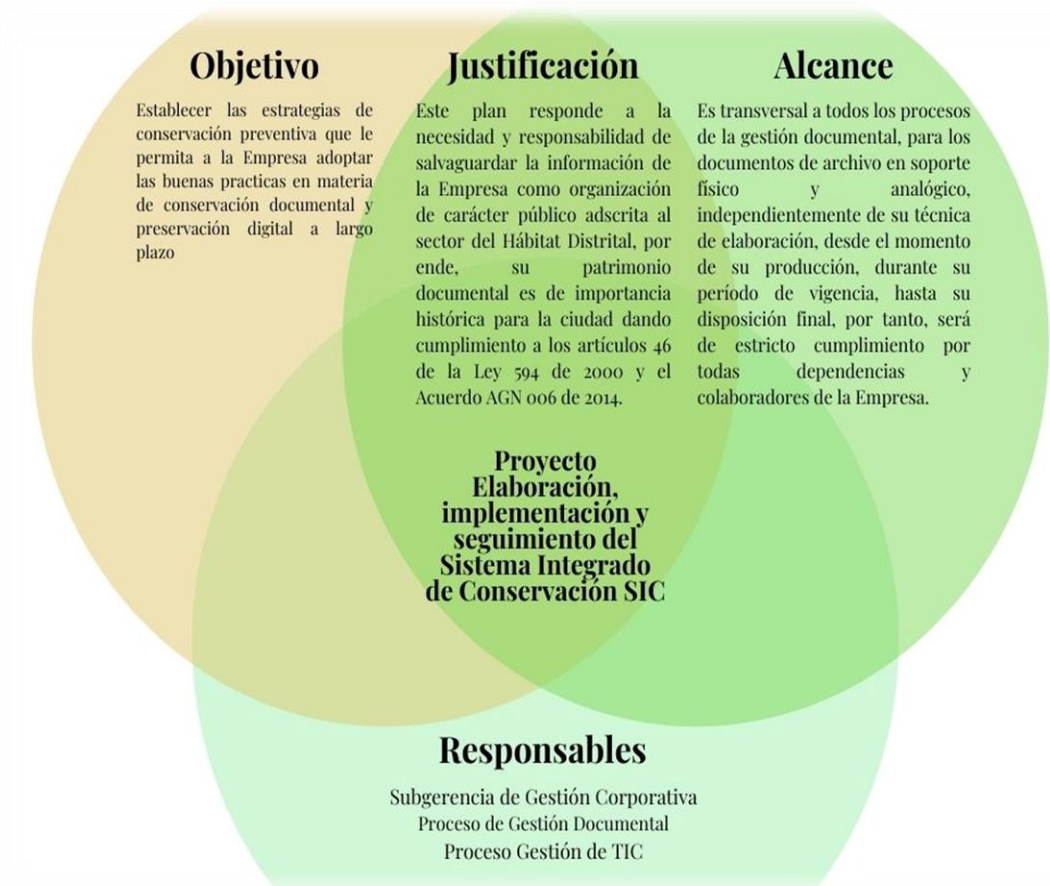 Objetivo
Establecer las estrategias de
conservación preventiva que le
permita a la Empresa adoptar
las buenas practicas en materia
de conservación documental y
preservación digital a largo
plazo
Justificación
Este plan responde a la
necesidad y responsabilidad de
salvaguardar la información de
la Empresa como organización
de carácter público adscrita al
sector del Hábitat Distrital, por
ende, su patrimonio
documental es de importancia
histórica para la ciudad dando
cumplimiento a los artículos 46
de la Ley 594 de 2000 y el
Acuerdo AGN 006 de 2014.
Alcance
Es transversal a todos los procesos
de la gestión documental, para los
documentos de archivo en soporte
físico y analógico,
independientemente de su técnica
de elaboración, desde el momento
de su producción, durante su
período de vigencia, hasta su
disposición final, por tanto, será
de estricto cumplimiento por
todas dependencias y
colaboradores de la Empresa.
Proyecto
Elaboración,
implementación y
seguimiento del
Sistema Integrado
de Conservación SIC
Responsables
Subgerencia de Gestión Corporativa
Proceso de Gestión Documental
Proceso Gestión de TIC